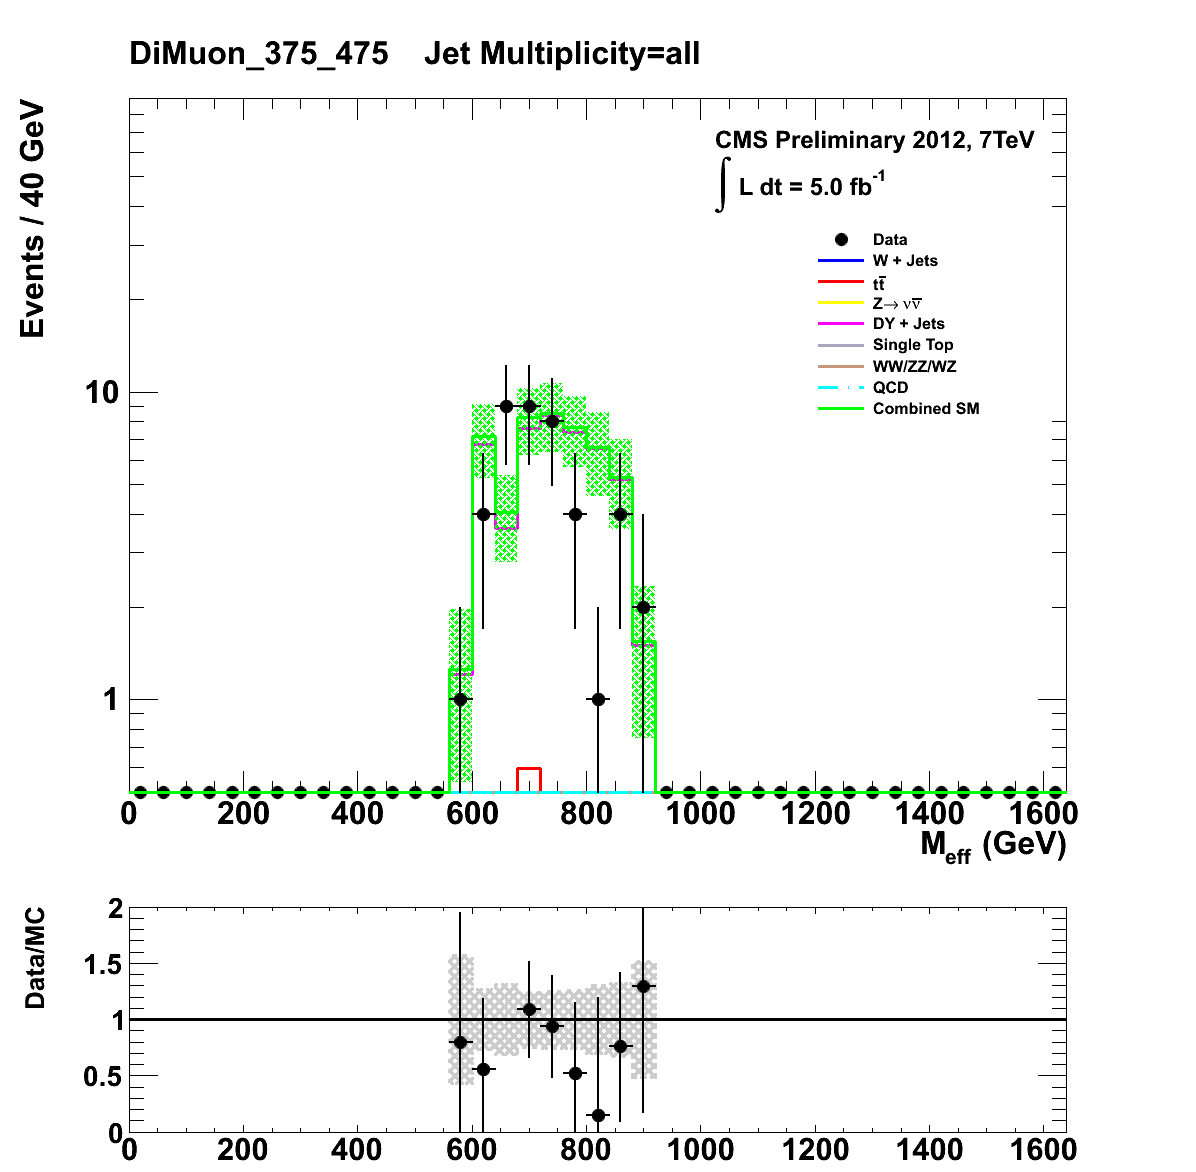 DiMuon_375_475 Jet Multiplicity=all
Events / 40 GeV
CMS Preliminary 2012, 7TeV
∫ L dt = 5.0 fb⁻¹
Data
W + Jets
tt̅
Z→ νν̅
DY + Jets
Single Top
WW/ZZ/WZ
QCD
Combined SM
10
1
0 200 400 600 800 1000 1200 1400 1600
M_eff (GeV)
Data/MC
2
1.5
1
0.5
0
0 200 400 600 800 1000 1200 1400 1600